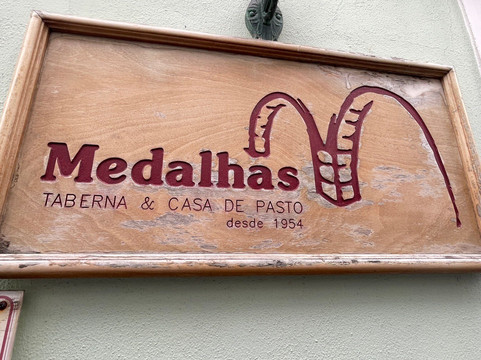 Medalhas
TABERNA & CASA DE PASTO
desde 1954